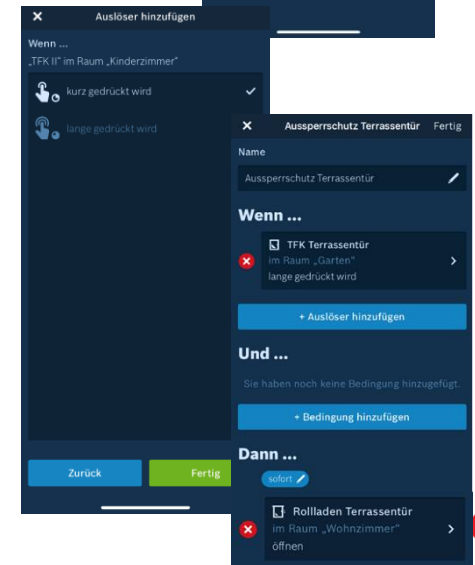 Auslöser hinzufügen
Wenn ...
„TFK II" im Raum „Kinderzimmer"
kurz gedrückt wird
lange gedrückt wird
Zurück
Fertig
Aussperrschutz Terrassentür
Fertig
Name
Aussperrschutz Terrassentür
Wenn ...
TFK Terrassentür
im Raum „Garten"
lange gedrückt wird
+ Auslöser hinzufügen
Und ...
Sie haben noch keine Bedingung hinzugefügt.
+ Bedingung hinzufügen
Dann ...
sofort
Rollladen Terrassentür
im Raum „Wohnzimmer"
öffnen